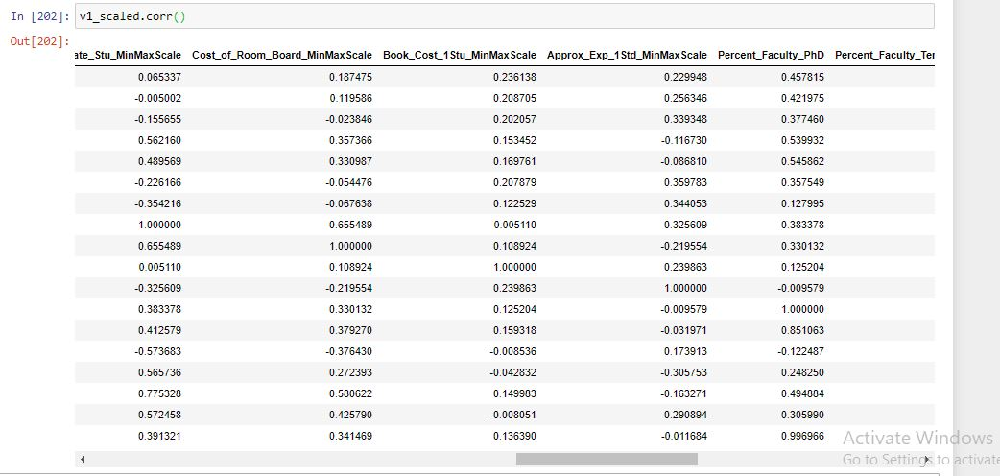 In [202]: v1_scaled.corr()
Out[202]:
ate_Stu_MinMaxScale Cost_of_Room_Board_MinMaxScale Book_Cost_1Stu_MinMaxScale Approx_Exp_1Std_MinMaxScale Percent_Faculty_PhD Percent_Faculty_Ter
0.065337 0.187475 0.236138 0.229948 0.457815
-0.005002 0.119586 0.208705 0.256346 0.421975
-0.155655 -0.023846 0.202057 0.339348 0.377460
0.562160 0.357366 0.153452 -0.116730 0.539932
0.489569 0.330987 0.169761 -0.086810 0.545862
-0.226166 -0.054476 0.207879 0.359783 0.357549
-0.354216 -0.067638 0.122529 0.344053 0.127995
1.000000 0.655489 0.005110 -0.325609 0.383378
0.655489 1.000000 0.108924 -0.219554 0.330132
0.005110 0.108924 1.000000 0.239863 0.125204
-0.325609 -0.219554 0.239863 1.000000 -0.009579
0.383378 0.330132 0.125204 -0.009579 1.000000
0.412579 0.379270 0.159318 -0.031971 0.851063
-0.573683 -0.376430 -0.008536 0.173913 -0.122487
0.565736 0.272393 -0.042832 -0.305753 0.248250
0.775328 0.580622 0.149983 -0.163271 0.494884
0.572458 0.425790 -0.008051 -0.290894 0.305990
0.391321 0.341469 0.136390 -0.011684 0.996966
Activate Windows
Go to Settings to activate